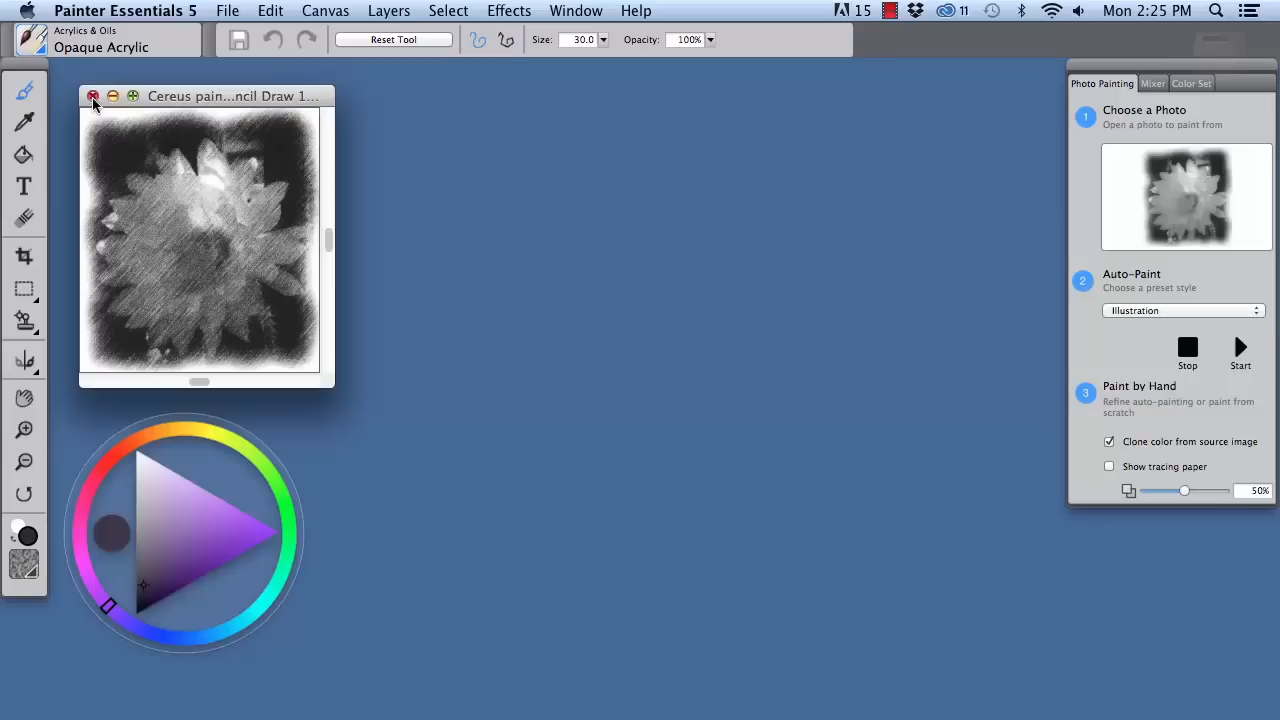 Painter Essentials 5 File Edit Canvas Layers Select Effects Window Help 15 11 Mon 2:25 PM
Acrylics & Oils
Opaque Acrylic
Reset Tool Size: 30.0 Opacity: 100%
Cereus pain...ncil Draw 1...
Photo Painting Mixer Color Set
1 Choose a Photo
Open a photo to paint from
2 Auto-Paint
Choose a preset style
Illustration
Stop Start
3 Paint by Hand
Refine auto-painting or paint from
scratch
Clone color from source image
Show tracing paper
50%
T